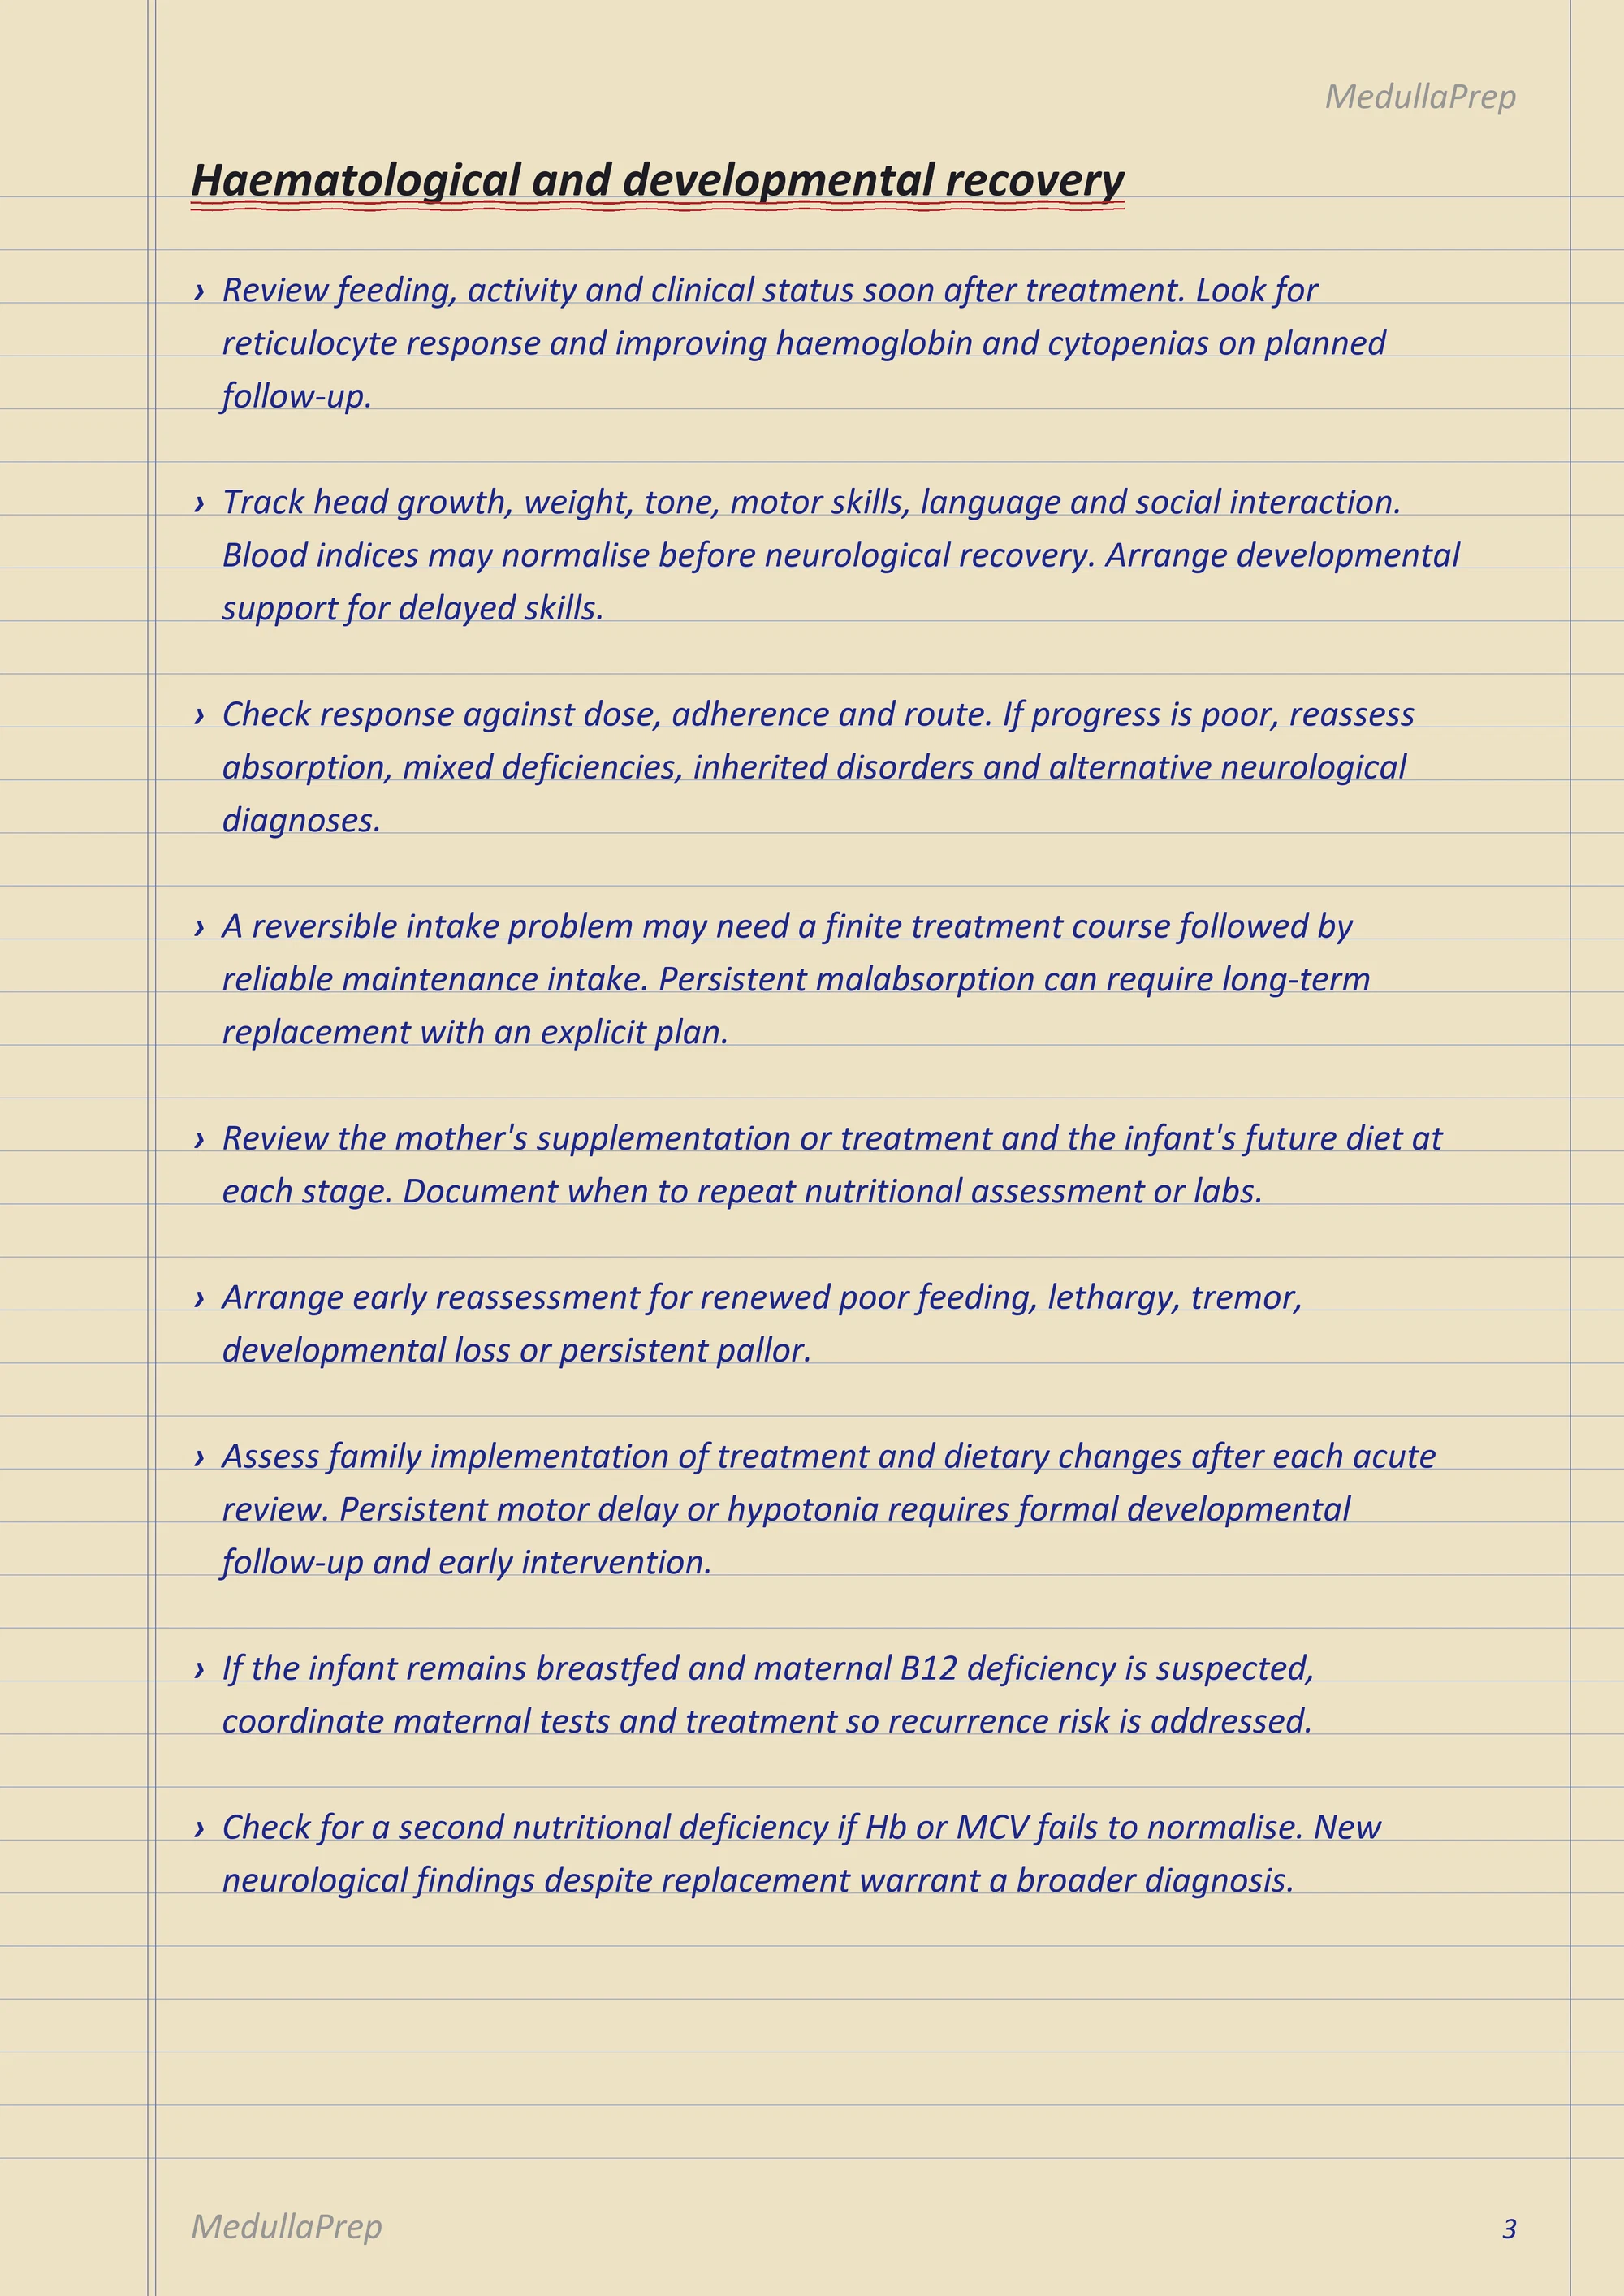 MedullaPrep
Haematological and developmental recovery
› Review feeding, activity and clinical status soon after treatment. Look for
reticulocyte response and improving haemoglobin and cytopenias on planned
follow-up.
› Track head growth, weight, tone, motor skills, language and social interaction.
Blood indices may normalise before neurological recovery. Arrange developmental
support for delayed skills.
› Check response against dose, adherence and route. If progress is poor, reassess
absorption, mixed deficiencies, inherited disorders and alternative neurological
diagnoses.
› A reversible intake problem may need a finite treatment course followed by
reliable maintenance intake. Persistent malabsorption can require long-term
replacement with an explicit plan.
› Review the mother's supplementation or treatment and the infant's future diet at
each stage. Document when to repeat nutritional assessment or labs.
› Arrange early reassessment for renewed poor feeding, lethargy, tremor,
developmental loss or persistent pallor.
› Assess family implementation of treatment and dietary changes after each acute
review. Persistent motor delay or hypotonia requires formal developmental
follow-up and early intervention.
› If the infant remains breastfed and maternal B12 deficiency is suspected,
coordinate maternal tests and treatment so recurrence risk is addressed.
› Check for a second nutritional deficiency if Hb or MCV fails to normalise. New
neurological findings despite replacement warrant a broader diagnosis.
MedullaPrep
3